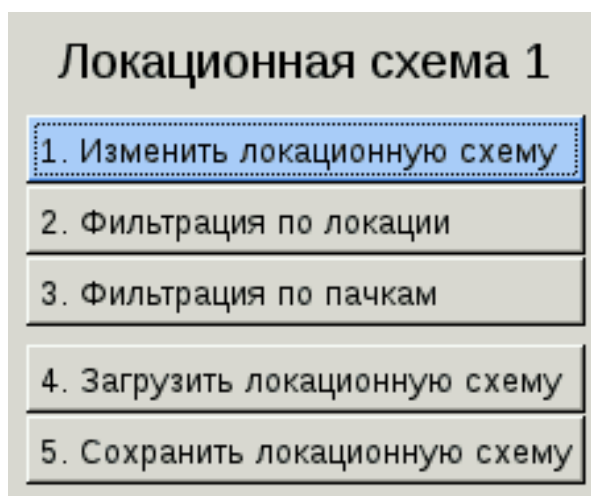 Локационная схема 1
1. Изменить локационную схему
2. Фильтрация по локации
3. Фильтрация по пачкам
4. Загрузить локационную схему
5. Сохранить локационную схему